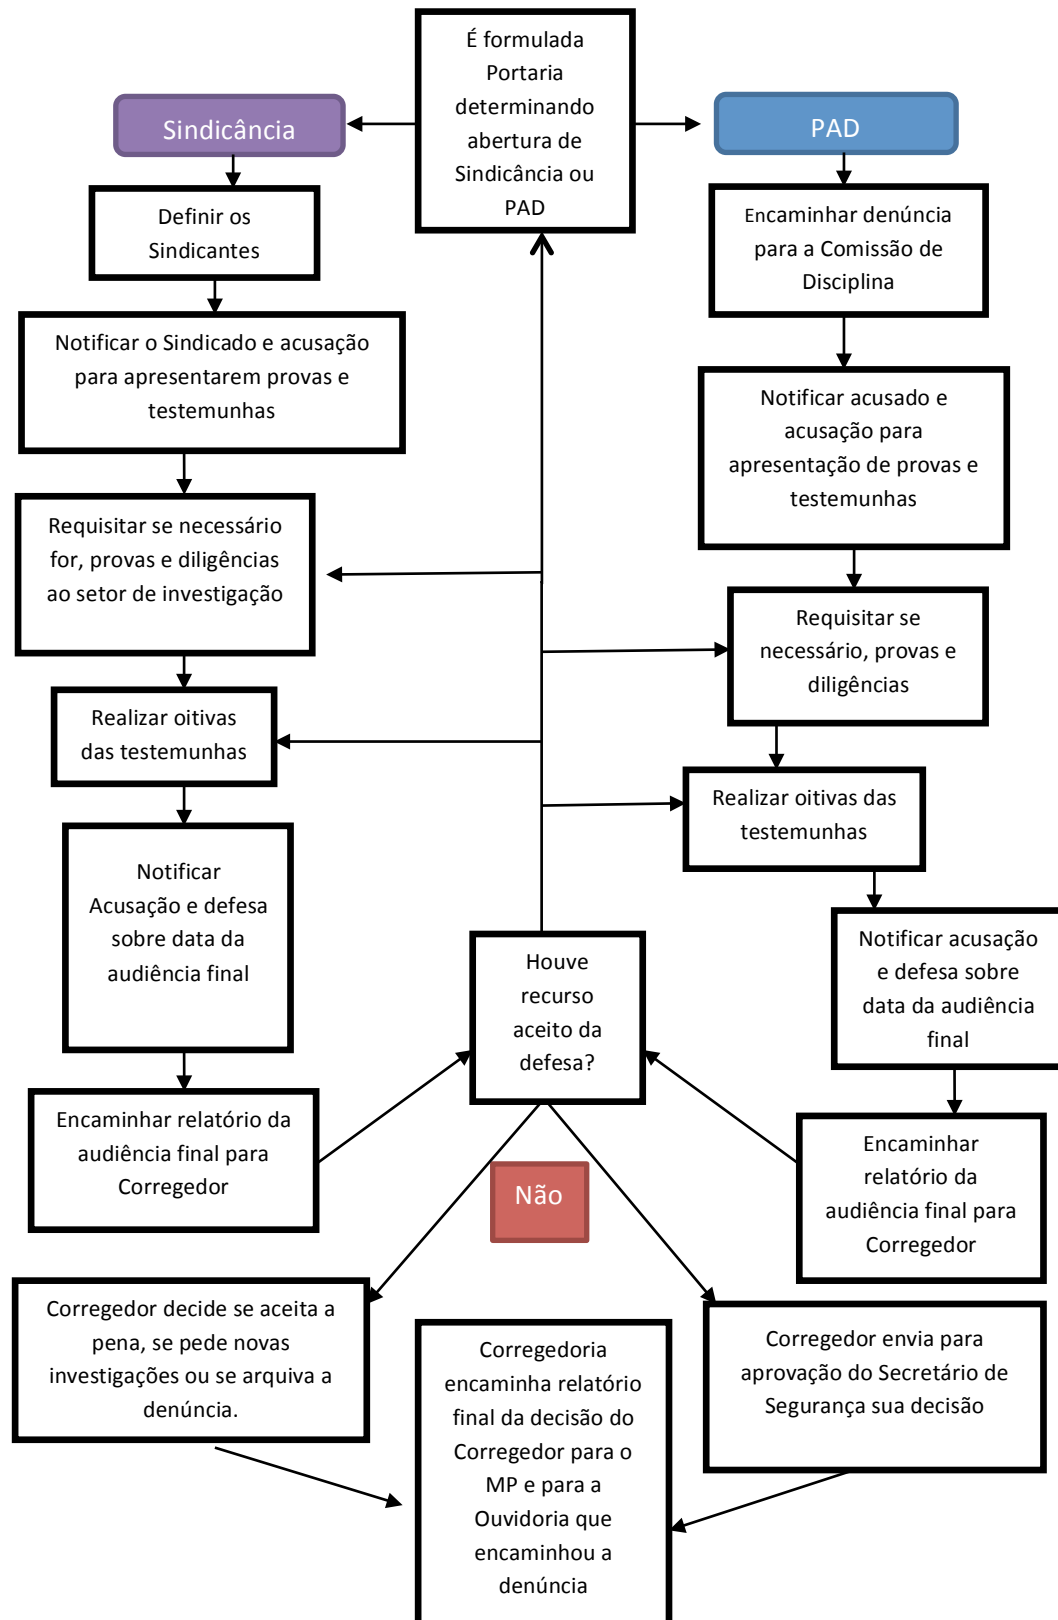 É formulada
Portaria
determinando
abertura de
Sindicância ou
PAD
Sindicância
PAD
Definir os
Sindicantes
Encaminhar denúncia
para a Comissão de
Disciplina
Notificar o Sindicado e acusação
para apresentarem provas e
testemunhas
Notificar acusado e
acusação para
apresentação de provas e
testemunhas
Requisitar se necessário
for, provas e diligências
ao setor de investigação
Requisitar se
necessário, provas e
diligências
Realizar oitivas
das testemunhas
Realizar oitivas das
testemunhas
Notificar
Acusação e defesa
sobre data da
audiência final
Notificar acusação
e defesa sobre
data da audiência
final
Houve
recurso
aceito da
defesa?
Encaminhar relatório da
audiência final para
Corregedor
Encaminhar
relatório da
audiência final para
Corregedor
Não
Corregedor decide se aceita a
pena, se pede novas
investigações ou se arquiva a
denúncia.
Corregedor envia para
aprovação do Secretário de
Segurança sua decisão
Corregedoria
encaminha relatório
final da decisão do
Corregedor para o
MP e para a
Ouvidoria que
encaminhou a
denúncia